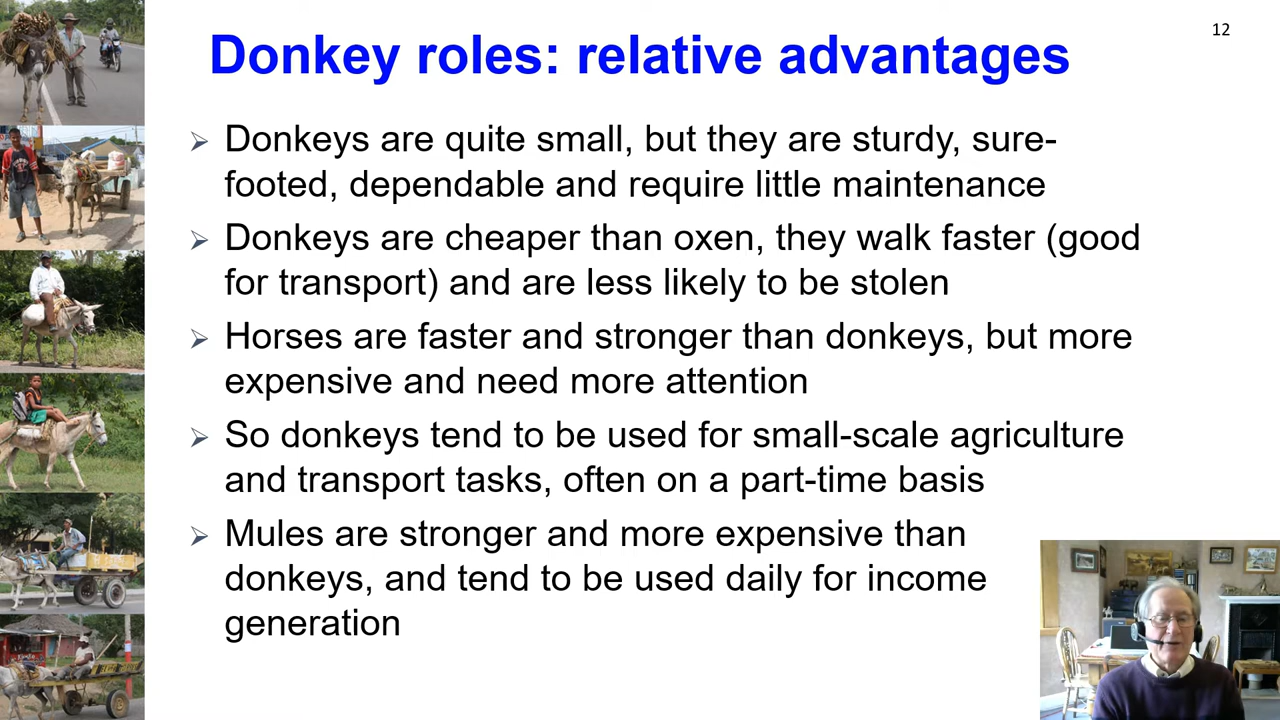 12
Donkey roles: relative advantages
Donkeys are quite small, but they are sturdy, sure-
footed, dependable and require little maintenance
Donkeys are cheaper than oxen, they walk faster (good
for transport) and are less likely to be stolen
Horses are faster and stronger than donkeys, but more
expensive and need more attention
So donkeys tend to be used for small-scale agriculture
and transport tasks, often on a part-time basis
Mules are stronger and more expensive than
donkeys, and tend to be used daily for income
generation